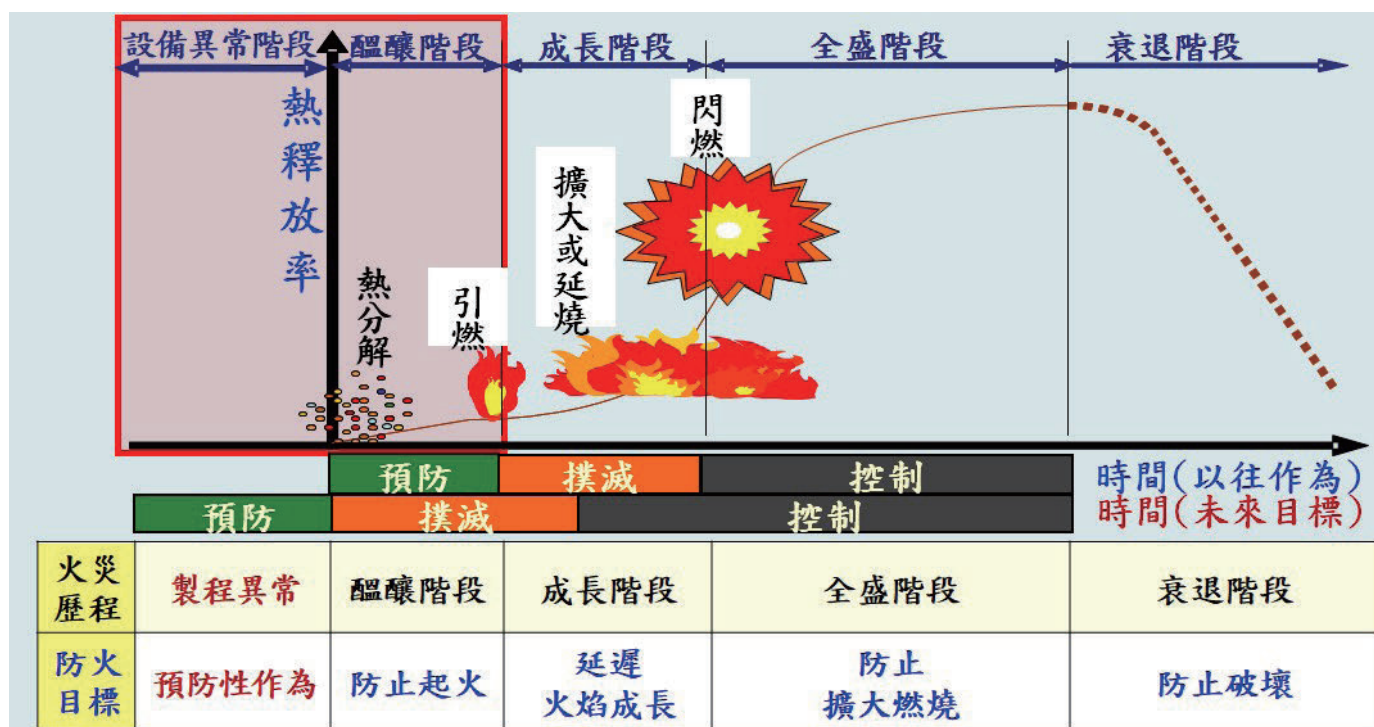 設備異常階段
醞釀階段
成長階段
全盛階段
衰退階段
熱釋放率
熱分解
引燃
擴大或延燒
閃燃
預防
撲滅
控制
時間(以往作為)
預防
撲滅
控制
時間(未來目標)
火災
歷程
製程異常
醞釀階段
成長階段
全盛階段
衰退階段
防火
目標
預防性作為
防止起火
延遲
火焰成長
防止
擴大燃燒
防止破壞